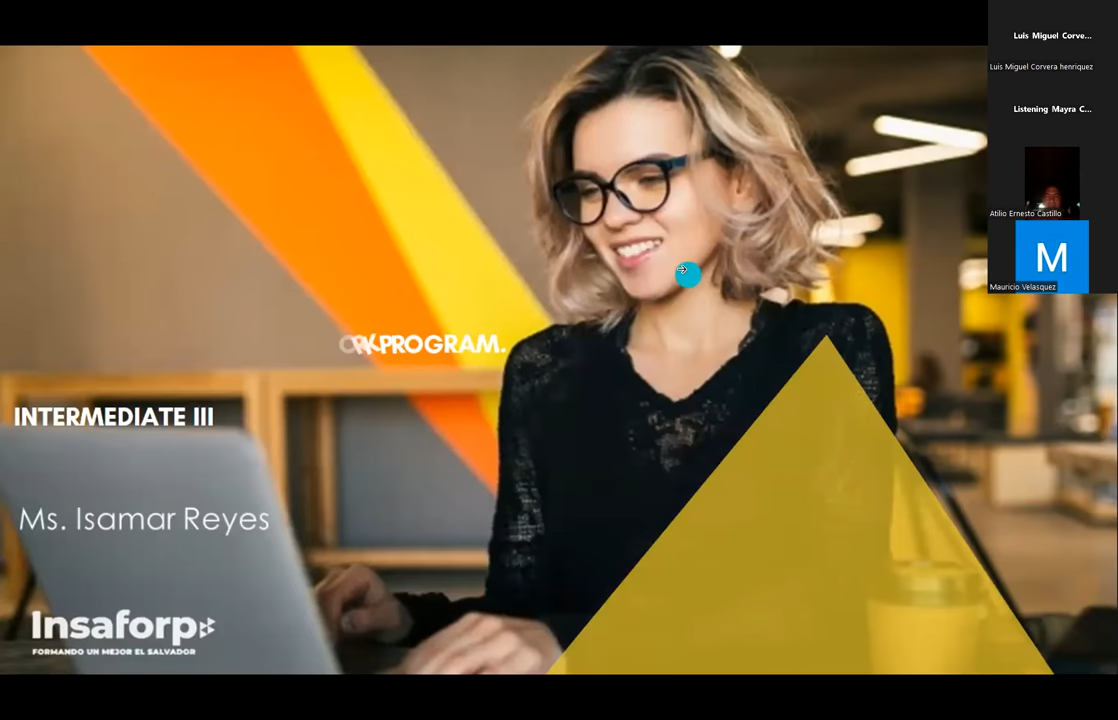 PROGRAM.
INTERMEDIATE III
Ms. Isamar Reyes
Insaforp
FORMANDO UN MEJOR EL SALVADOR
Luis Miguel Corve...
Luis Miguel Corvera henriquez
Listening Mayra C...
Atilio Ernesto Castillo
M
Mauricio Velasquez